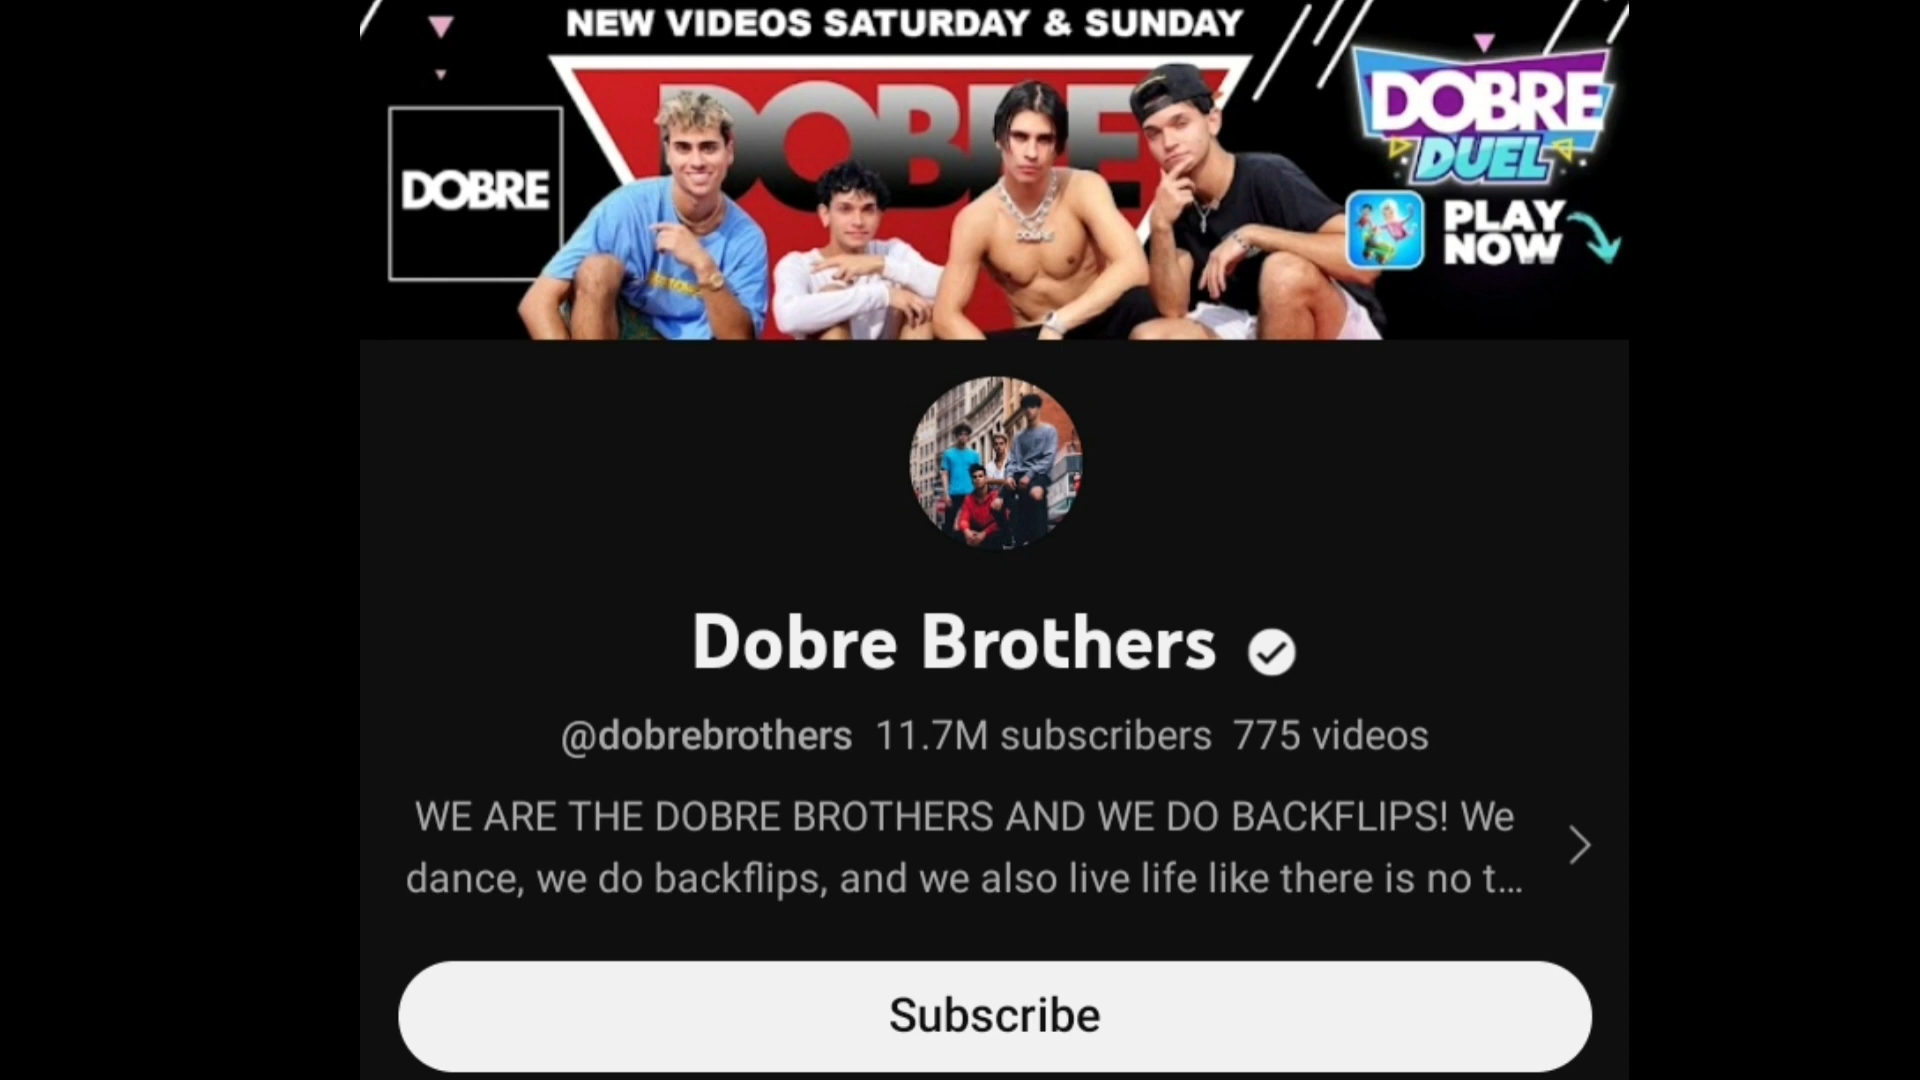 NEW VIDEOS SATURDAY & SUNDAY
DOBRE
DOBRE
DOBRE
DUEL
PLAY
NOW
DOBRE
Dobre Brothers
@dobrebrothers 11.7M subscribers 775 videos
WE ARE THE DOBRE BROTHERS AND WE DO BACKFLIPS! We
dance, we do backflips, and we also live life like there is no t...
Subscribe